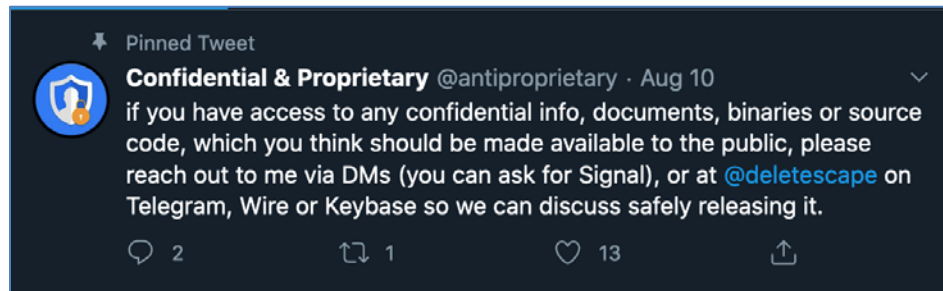 Pinned Tweet
Confidential & Proprietary @antiproprietary · Aug 10
if you have access to any confidential info, documents, binaries or source
code, which you think should be made available to the public, please
reach out to me via DMs (you can ask for Signal), or at @deletescape on
Telegram, Wire or Keybase so we can discuss safely releasing it.
2 1 13